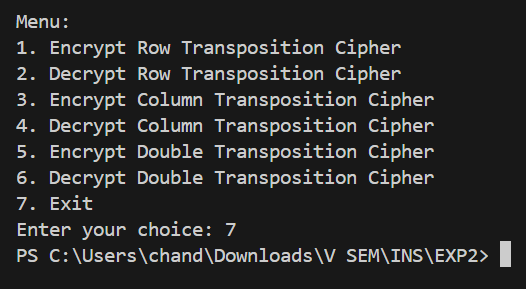 Menu:
1. Encrypt Row Transposition Cipher
2. Decrypt Row Transposition Cipher
3. Encrypt Column Transposition Cipher
4. Decrypt Column Transposition Cipher
5. Encrypt Double Transposition Cipher
6. Decrypt Double Transposition Cipher
7. Exit
Enter your choice: 7
PS C:\Users\chand\Downloads\V SEM\INS\EXP2>